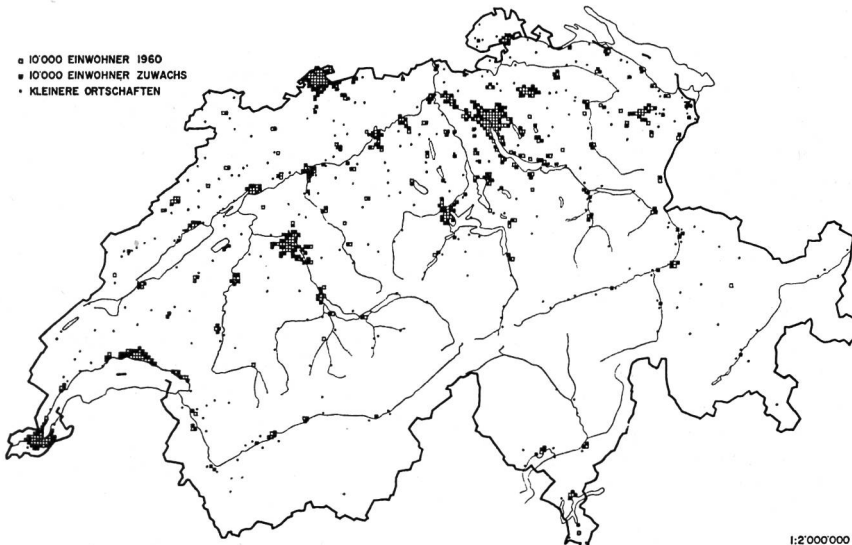 10'000 EINWOHNER 1960
10'000 EINWOHNER ZUWACHS
KLEINERE ORTSCHAFTEN
1:2'000'000